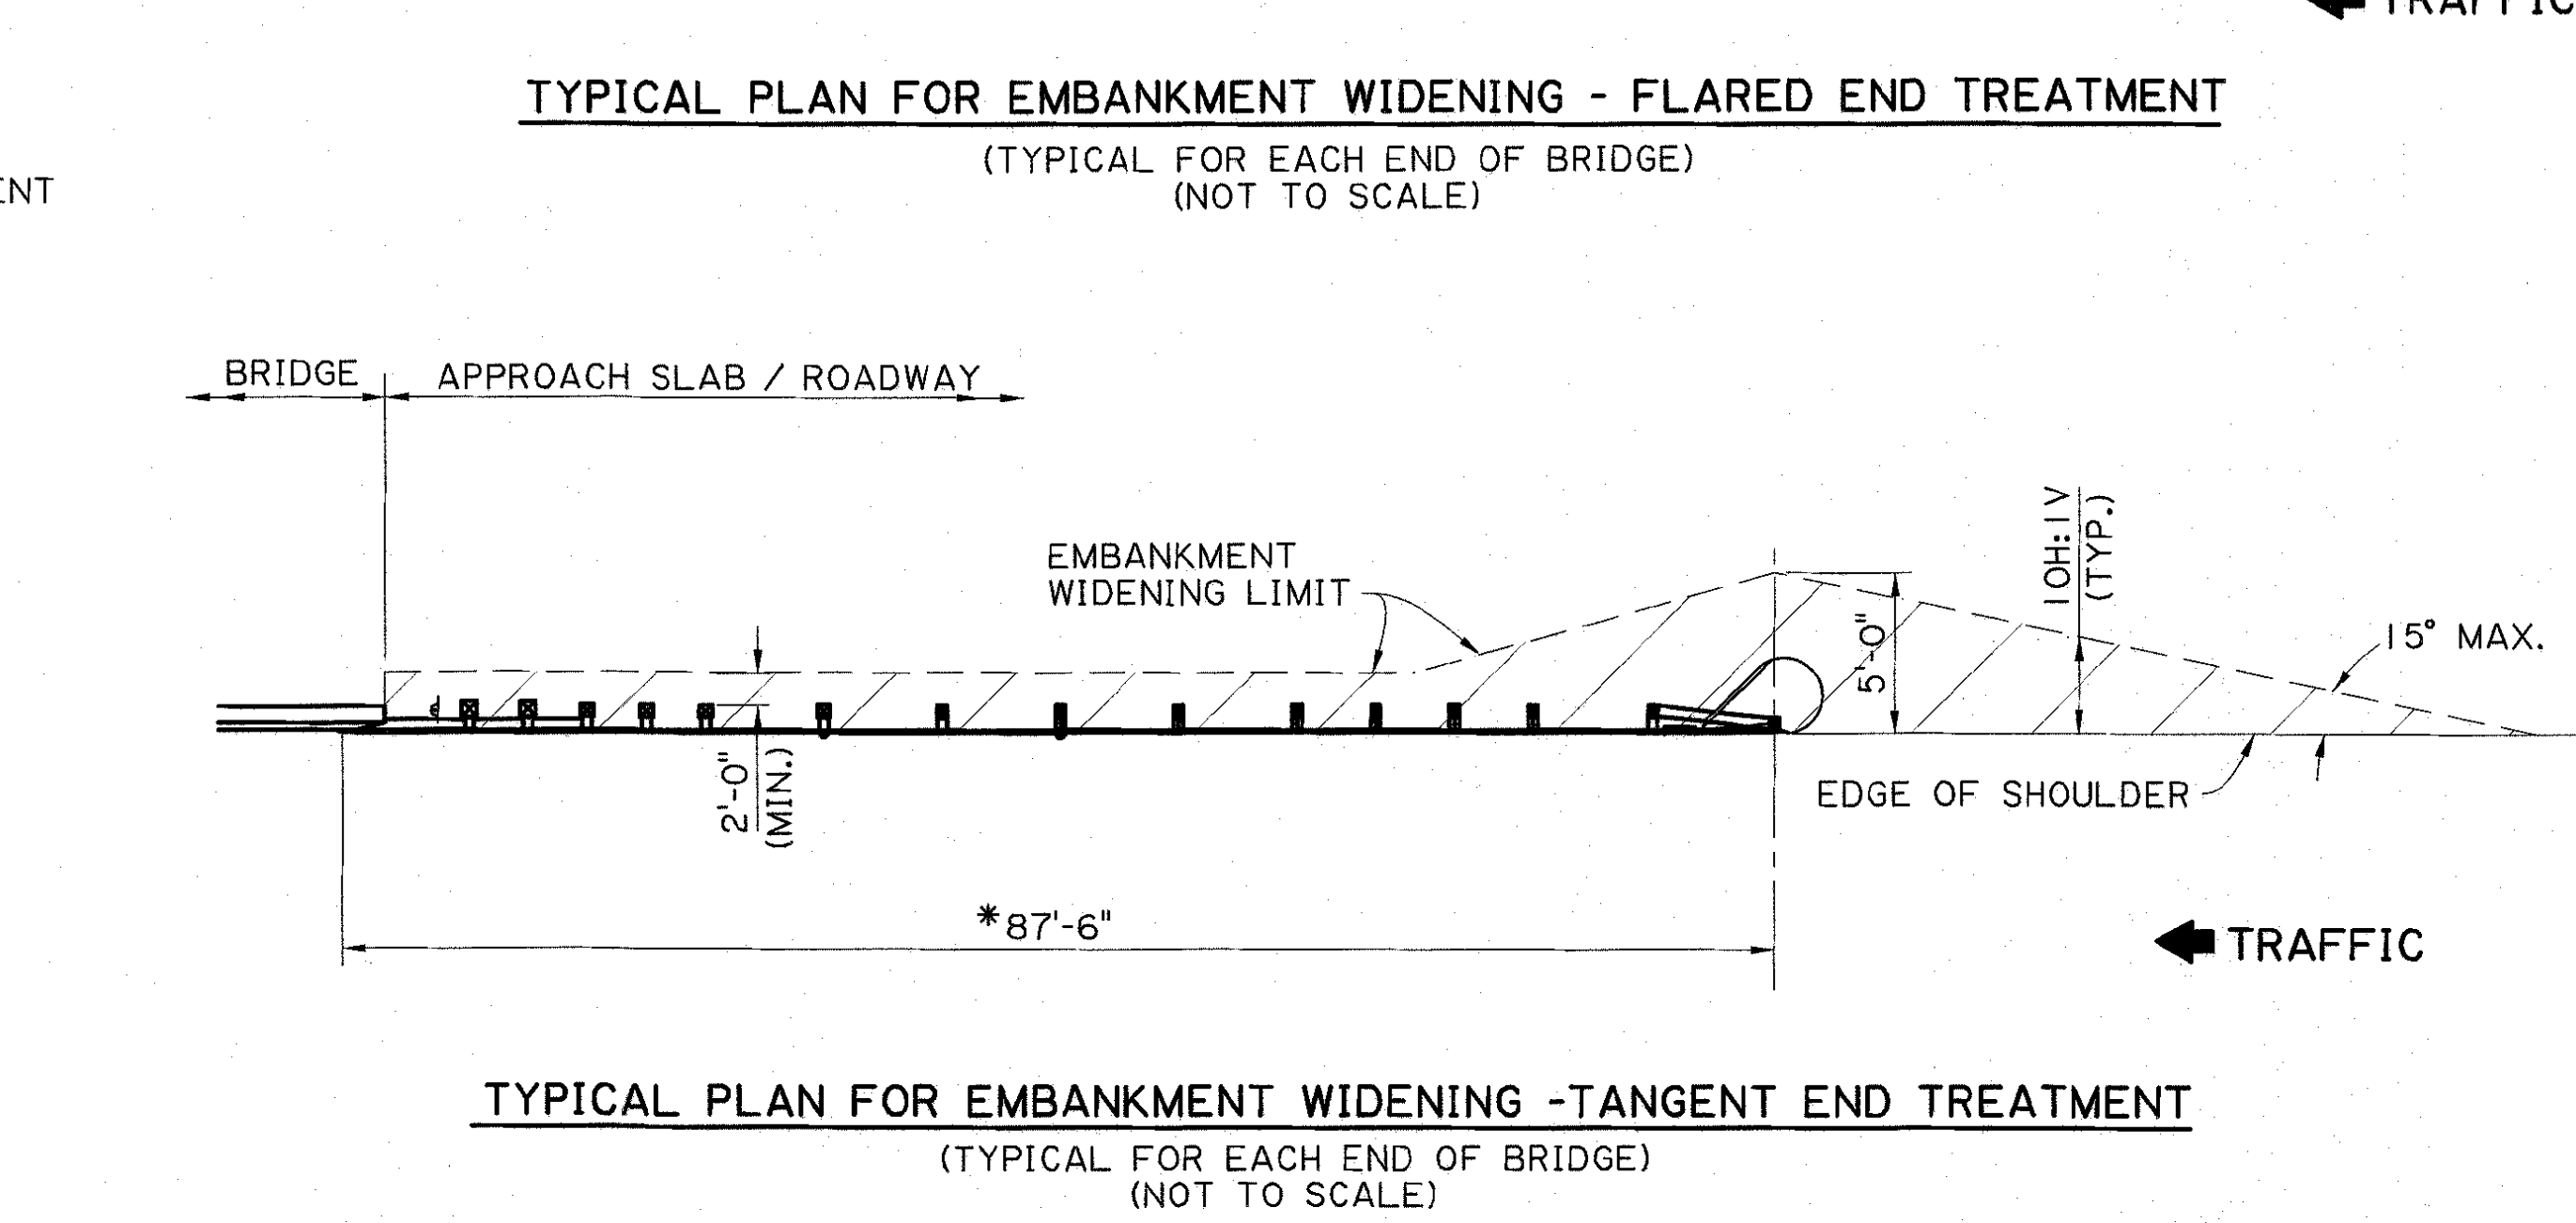 TRAFFIC
TYPICAL PLAN FOR EMBANKMENT WIDENING - FLARED END TREATMENT
(TYPICAL FOR EACH END OF BRIDGE)
(NOT TO SCALE)
ENT
BRIDGE
APPROACH SLAB / ROADWAY
EMBANKMENT
WIDENING LIMIT
10H:1V
(TYP.)
5'-0"
15° MAX.
2'-0"
(MIN.)
EDGE OF SHOULDER
*87'-6"
TRAFFIC
TYPICAL PLAN FOR EMBANKMENT WIDENING -TANGENT END TREATMENT
(TYPICAL FOR EACH END OF BRIDGE)
(NOT TO SCALE)